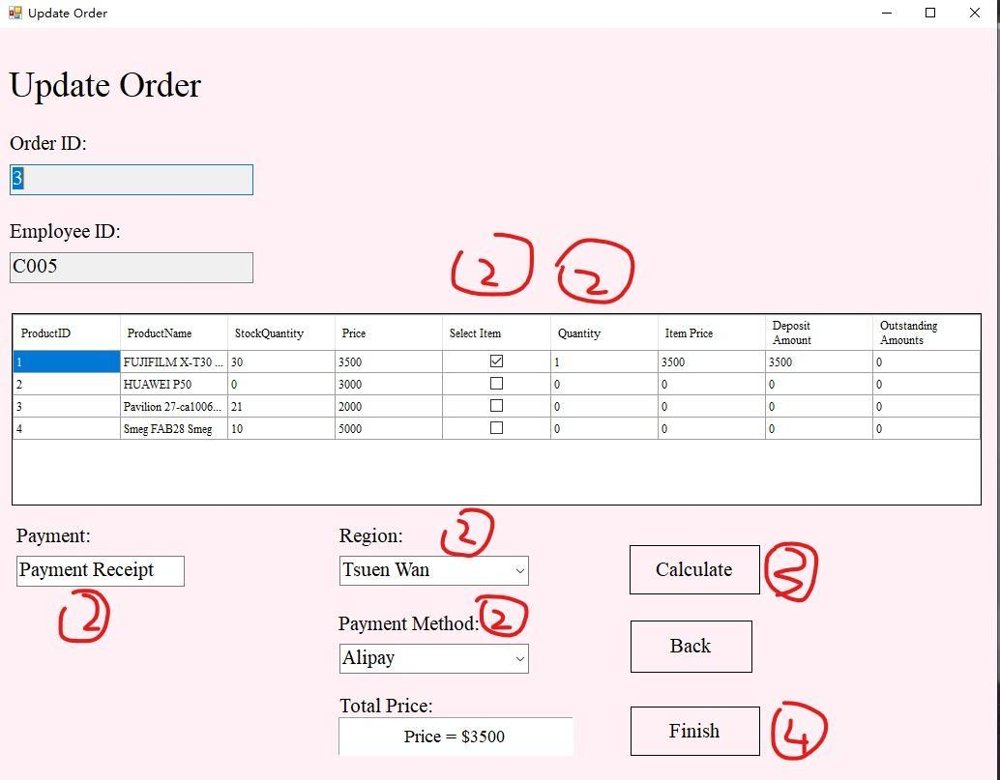 Update Order
Update Order
Order ID:
3
Employee ID:
C005
2 2
ProductID ProductName StockQuantity Price Select Item Quantity Item Price Deposit Amount Outstanding Amounts
1 FUJIFILM X-T30 ... 30 3500 1 3500 3500 0
2 HUAWEI P50 0 3000 0 0 0 0
3 Pavilion 27-ca1006... 21 2000 0 0 0 0
4 Smeg FAB28 Smeg 10 5000 0 0 0 0
Payment: Region: 2
Payment Receipt Tsuen Wan Calculate 3
2 Payment Method: 2
Alipay Back
Total Price:
Price = $3500 Finish 4